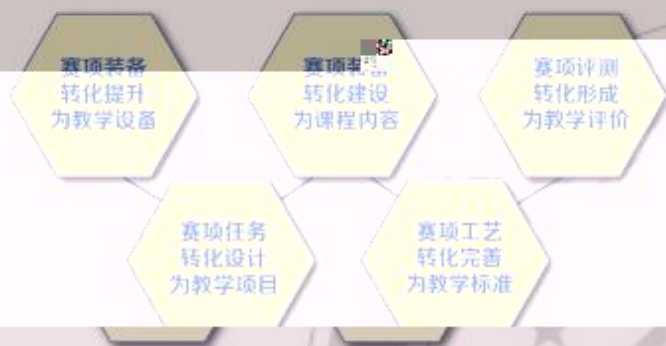 赛项装备
转化提升
为教学设备
赛项
转化建设
为课程内容
赛项评测
转化形成
为教学评价
赛项任务
转化设计
为教学项目
赛项工艺
转化完善
为教学标准